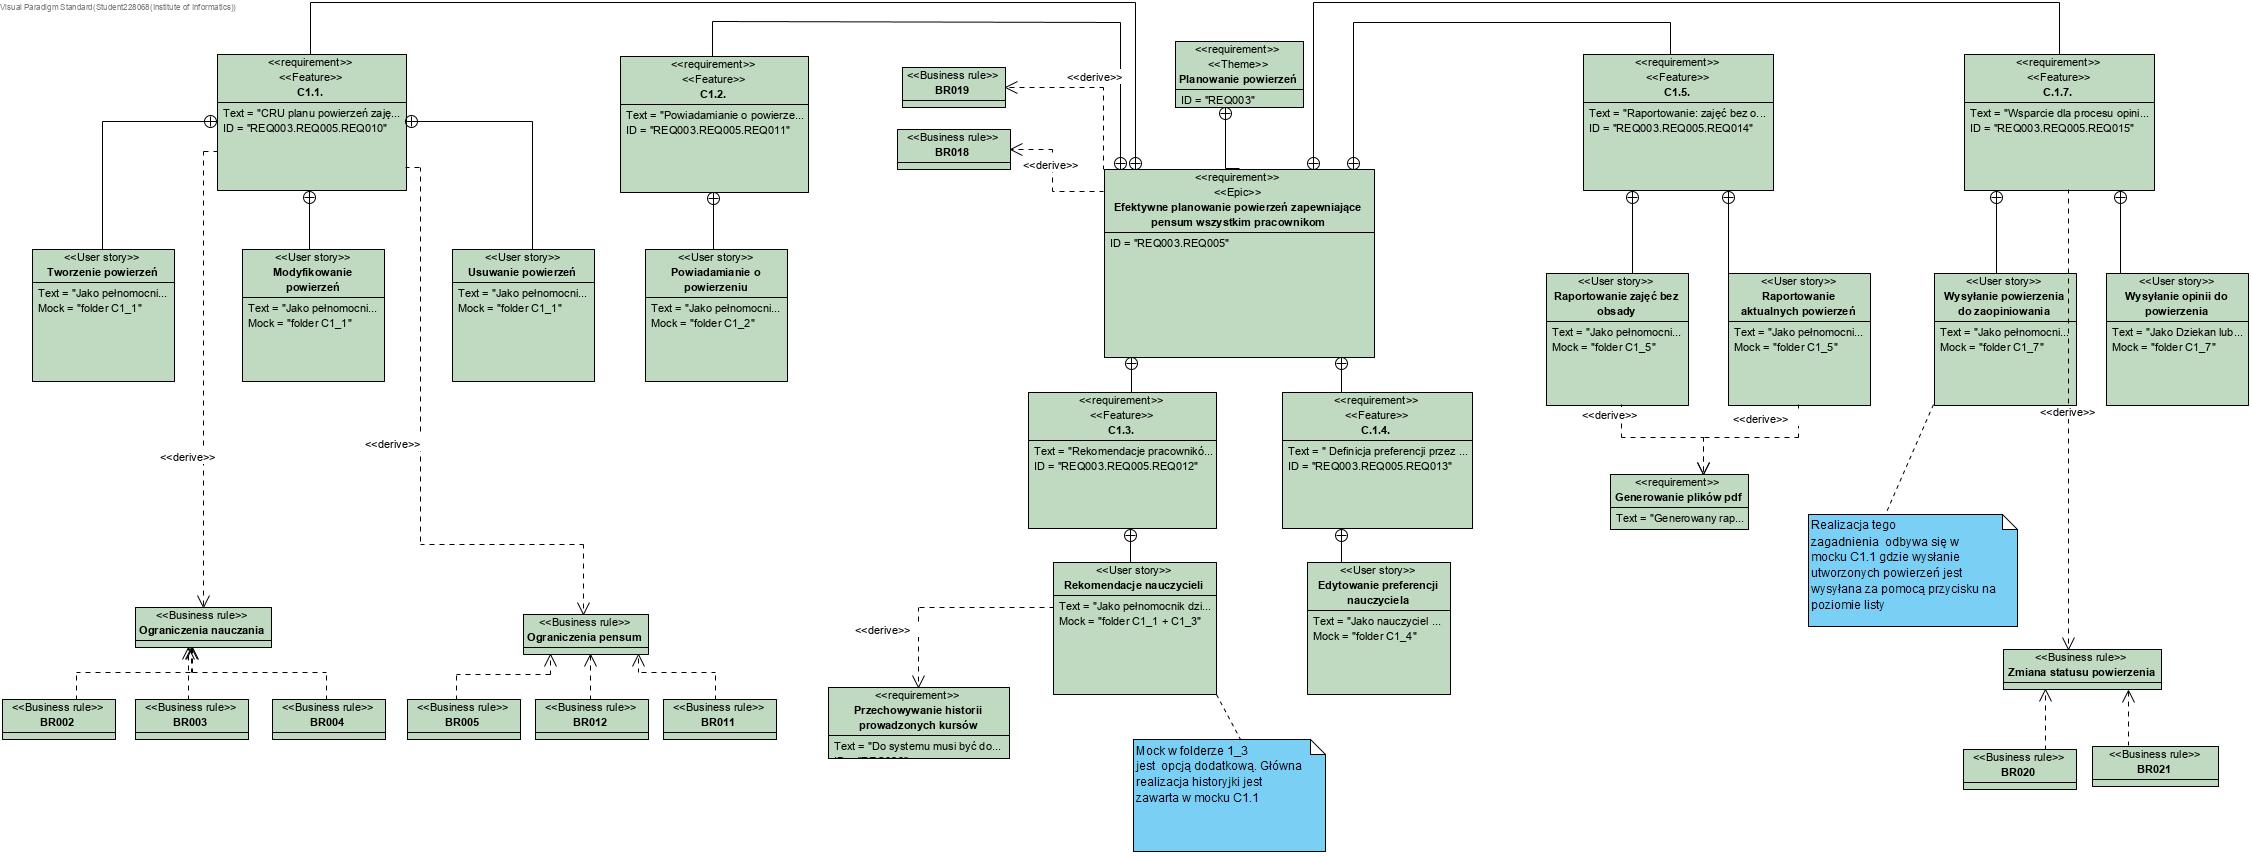 Visual Paradigm Standard(Student228068(Institute of Informatics))
<<requirement>>
<<Feature>>
C1.1.
Text = "CRU planu powierzeń zaję...
ID = "REQ003.REQ005.REQ010"
<<requirement>>
<<Feature>>
C1.2.
Text = "Powiadamianie o powierze...
ID = "REQ003.REQ005.REQ011"
<<Business rule>>
BR019
<<derive>>
<<Business rule>>
BR018
<<derive>>
<<requirement>>
<<Theme>>
Planowanie powierzeń
ID = "REQ003"
<<requirement>>
<<Epic>>
Efektywne planowanie powierzeń zapewniające
pensum wszystkim pracownikom
ID = "REQ003.REQ005"
<<requirement>>
<<Feature>>
C1.5.
Text = "Raportowanie: zajęć bez o...
ID = "REQ003.REQ005.REQ014"
<<requirement>>
<<Feature>>
C.1.7.
Text = "Wsparcie dla procesu opini...
ID = "REQ003.REQ005.REQ015"
<<User story>>
Tworzenie powierzeń
Text = "Jako pełnomocni...
Mock = "folder C1_1"
<<User story>>
Modyfikowanie
powierzeń
Text = "Jako pełnomocni...
Mock = "folder C1_1"
<<User story>>
Usuwanie powierzeń
Text = "Jako pełnomocni...
Mock = "folder C1_1"
<<User story>>
Powiadamianie o
powierzeniu
Text = "Jako pełnomocni...
Mock = "folder C1_2"
<<User story>>
Raportowanie zajęć bez
obsady
Text = "Jako pełnomocni...
Mock = "folder C1_5"
<<User story>>
Raportowanie
aktualnych powierzeń
Text = "Jako pełnomocni...
Mock = "folder C1_5"
<<User story>>
Wysyłanie powierzenia
do zaopiniowania
Text = "Jako pełnomocni...
Mock = "folder C1_7"
<<User story>>
Wysyłanie opinii do
powierzenia
Text = "Jako Dziekan lub...
Mock = "folder C1_7"
<<derive>>
<<derive>>
<<derive>>
<<derive>>
<<derive>>
<<requirement>>
<<Feature>>
C1.3.
Text = "Rekomendacje pracownikó...
ID = "REQ003.REQ005.REQ012"
<<requirement>>
<<Feature>>
C.1.4.
Text = " Definicja preferencji przez ...
ID = "REQ003.REQ005.REQ013"
<<requirement>>
Generowanie plików pdf
Text = "Generowany rap...
Realizacja tego
zagadnienia  odbywa się w
mocku C1.1 gdzie wysłanie
utworzonych powierzeń jest
wysyłana za pomocą przycisku na
poziomie listy
<<User story>>
Rekomendacje nauczycieli
Text = "Jako pełnomocnik dzi...
Mock = "folder C1_1 + C1_3"
<<User story>>
Edytowanie preferencji
nauczyciela
Text = "Jako nauczyciel ...
Mock = "folder C1_4"
<<derive>>
<<Business rule>>
Ograniczenia nauczania
<<Business rule>>
Ograniczenia pensum
<<Business rule>>
Zmiana statusu powierzenia
<<Business rule>>
BR002
<<Business rule>>
BR003
<<Business rule>>
BR004
<<Business rule>>
BR005
<<Business rule>>
BR012
<<Business rule>>
BR011
<<requirement>>
Przechowywanie historii
prowadzonych kursów
Text = "Do systemu musi być do...
Mock w folderze 1_3
jest  opcją dodatkową. Główna
realizacja historyjki jest
zawarta w mocku C1.1
<<Business rule>>
BR020
<<Business rule>>
BR021